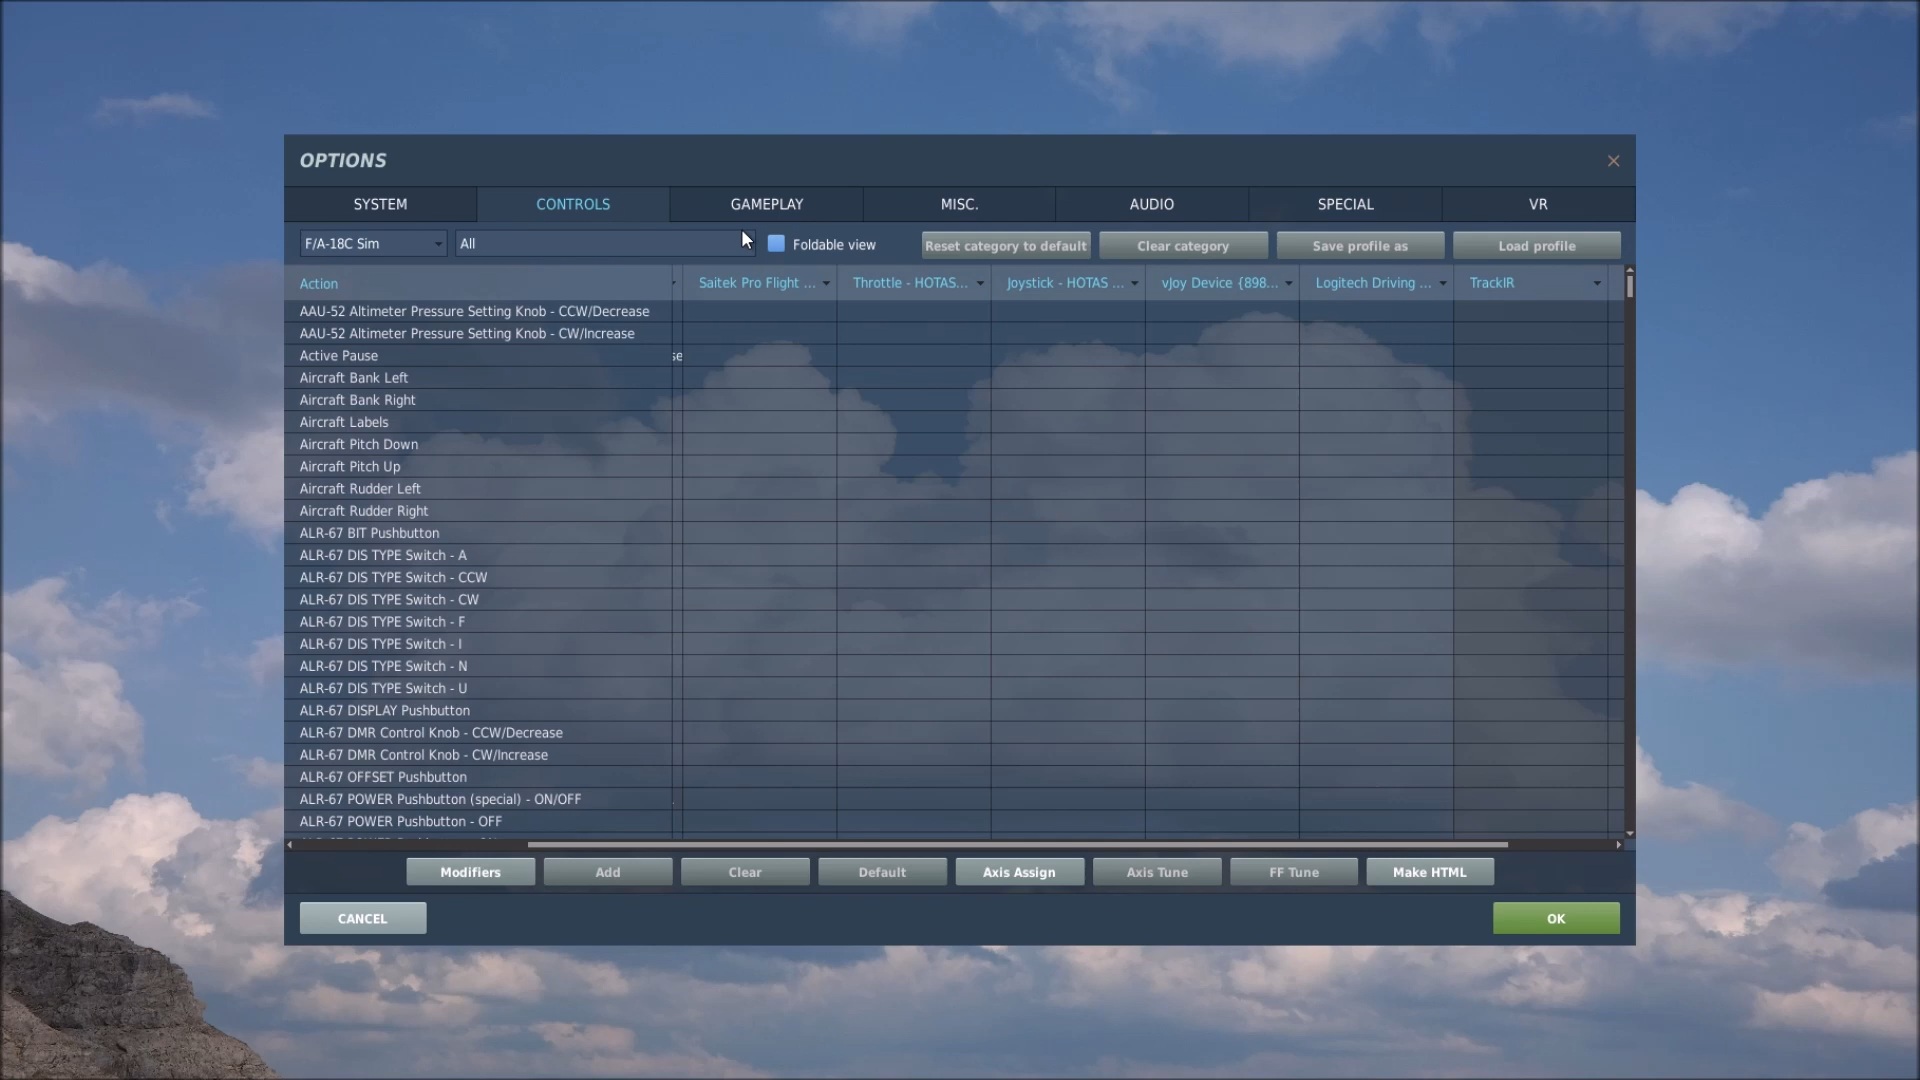 OPTIONS
SYSTEM CONTROLS GAMEPLAY MISC. AUDIO SPECIAL VR
F/A-18C Sim All Foldable view Reset category to default Clear category Save profile as Load profile
Action Saitek Pro Flight ... Throttle - HOTAS... Joystick - HOTAS ... vJoy Device {898... Logitech Driving ... TrackIR
AAU-52 Altimeter Pressure Setting Knob - CCW/Decrease
AAU-52 Altimeter Pressure Setting Knob - CW/Increase
Active Pause se
Aircraft Bank Left
Aircraft Bank Right
Aircraft Labels
Aircraft Pitch Down
Aircraft Pitch Up
Aircraft Rudder Left
Aircraft Rudder Right
ALR-67 BIT Pushbutton
ALR-67 DIS TYPE Switch - A
ALR-67 DIS TYPE Switch - CCW
ALR-67 DIS TYPE Switch - CW
ALR-67 DIS TYPE Switch - F
ALR-67 DIS TYPE Switch - I
ALR-67 DIS TYPE Switch - N
ALR-67 DIS TYPE Switch - U
ALR-67 DISPLAY Pushbutton
ALR-67 DMR Control Knob - CCW/Decrease
ALR-67 DMR Control Knob - CW/Increase
ALR-67 OFFSET Pushbutton
ALR-67 POWER Pushbutton (special) - ON/OFF
ALR-67 POWER Pushbutton - OFF
Modifiers Add Clear Default Axis Assign Axis Tune FF Tune Make HTML
CANCEL OK